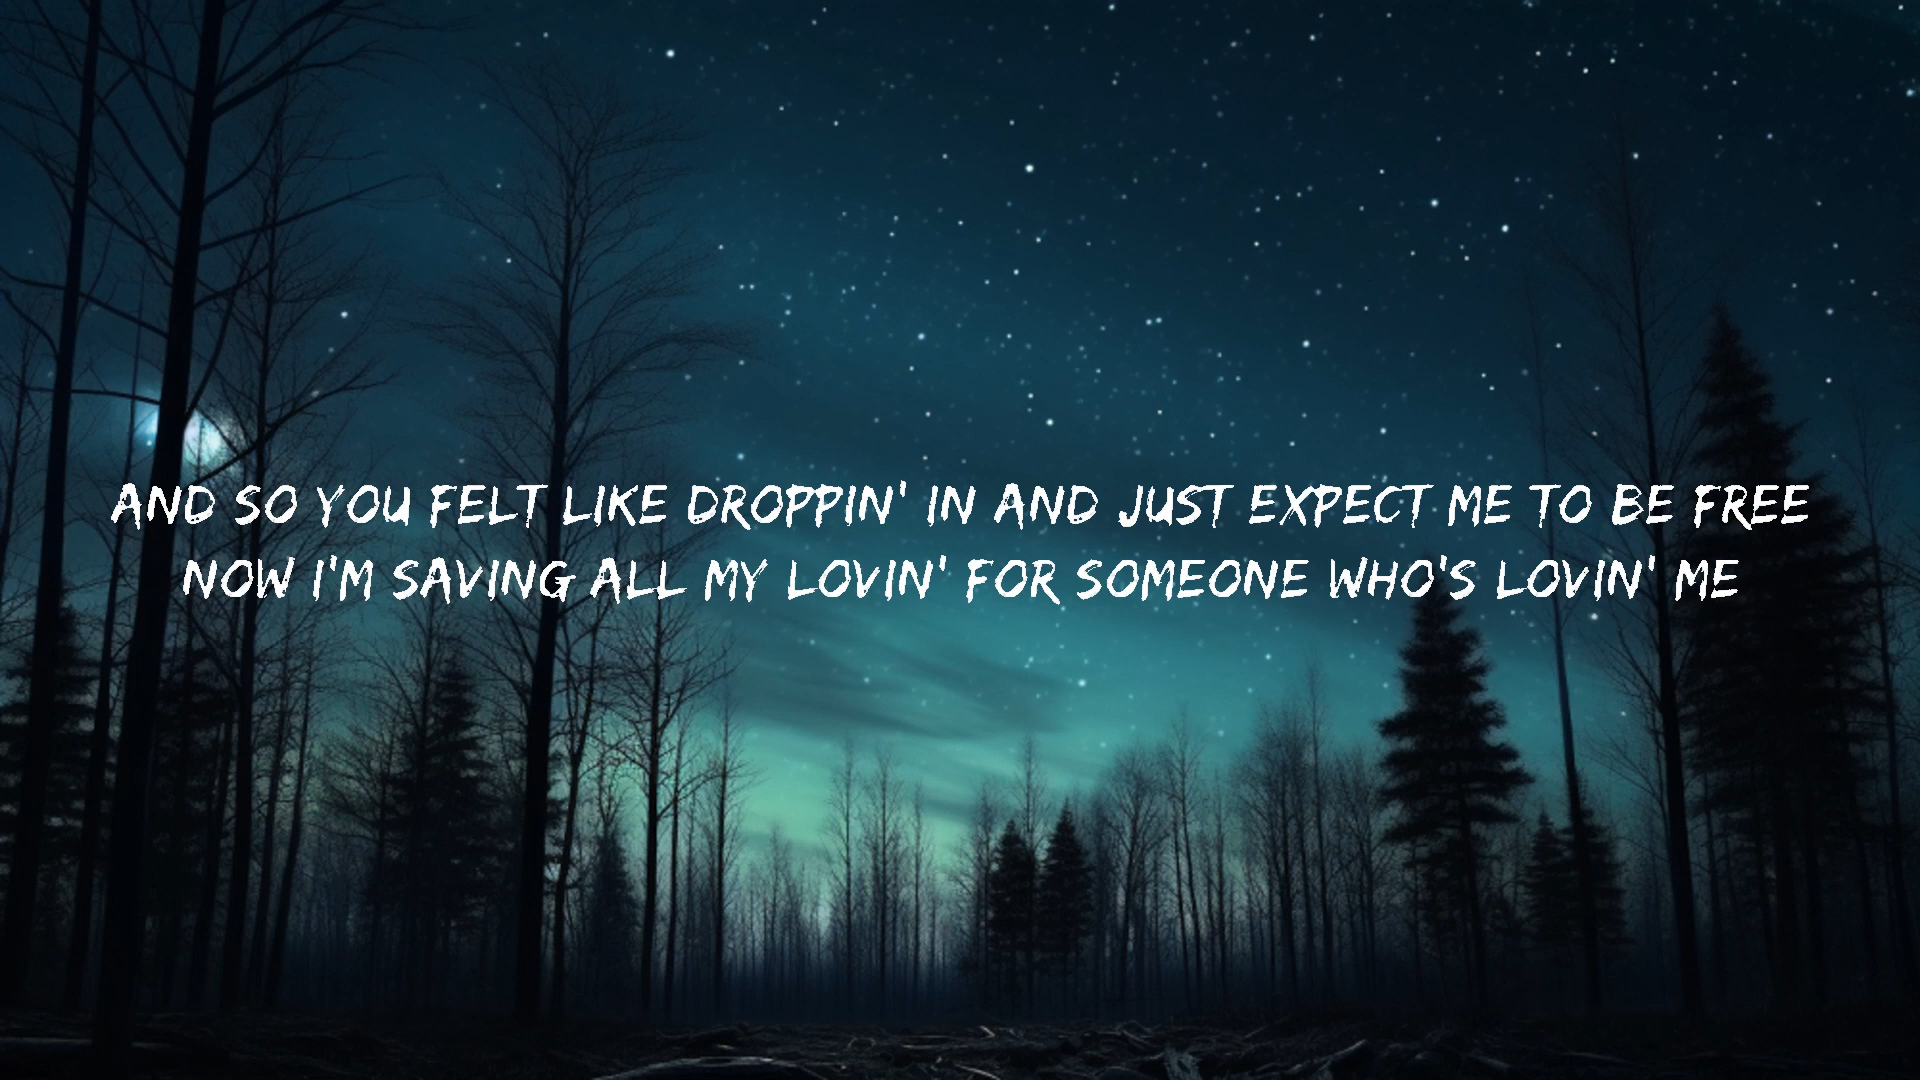 AND SO YOU FELT LIKE DROPPIN' IN AND JUST EXPECT ME TO BE FREE
NOW I'M SAVING ALL MY LOVIN' FOR SOMEONE WHO'S LOVIN' ME